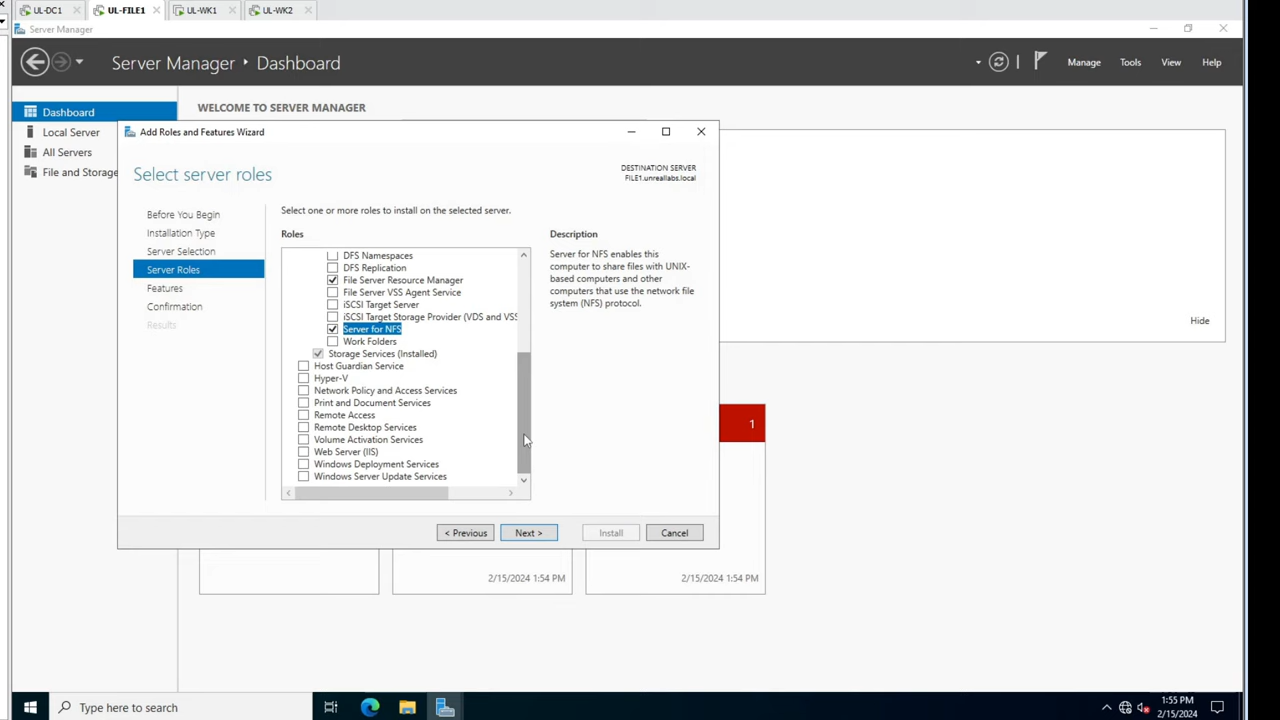 UL-DC1
UL-FILE1
UL-WK1
UL-WK2
Server Manager
Server Manager
Dashboard
Manage
Tools
View
Help
Dashboard
Local Server
All Servers
File and Storage
WELCOME TO SERVER MANAGER
Add Roles and Features Wizard
Select server roles
DESTINATION SERVER
FILE1.unreallabs.local
Before You Begin
Installation Type
Server Selection
Server Roles
Features
Confirmation
Results
Select one or more roles to install on the selected server.
Roles
DFS Namespaces
DFS Replication
File Server Resource Manager
File Server VSS Agent Service
iSCSI Target Server
iSCSI Target Storage Provider (VDS and VSS
Server for NFS
Work Folders
Storage Services (Installed)
Host Guardian Service
Hyper-V
Network Policy and Access Services
Print and Document Services
Remote Access
Remote Desktop Services
Volume Activation Services
Web Server (IIS)
Windows Deployment Services
Windows Server Update Services
Description
Server for NFS enables this
computer to share files with UNIX-
based computers and other
computers that use the network file
system (NFS) protocol.
Hide
1
< Previous
Next >
Install
Cancel
2/15/2024 1:54 PM
2/15/2024 1:54 PM
Type here to search
1:55 PM
2/15/2024